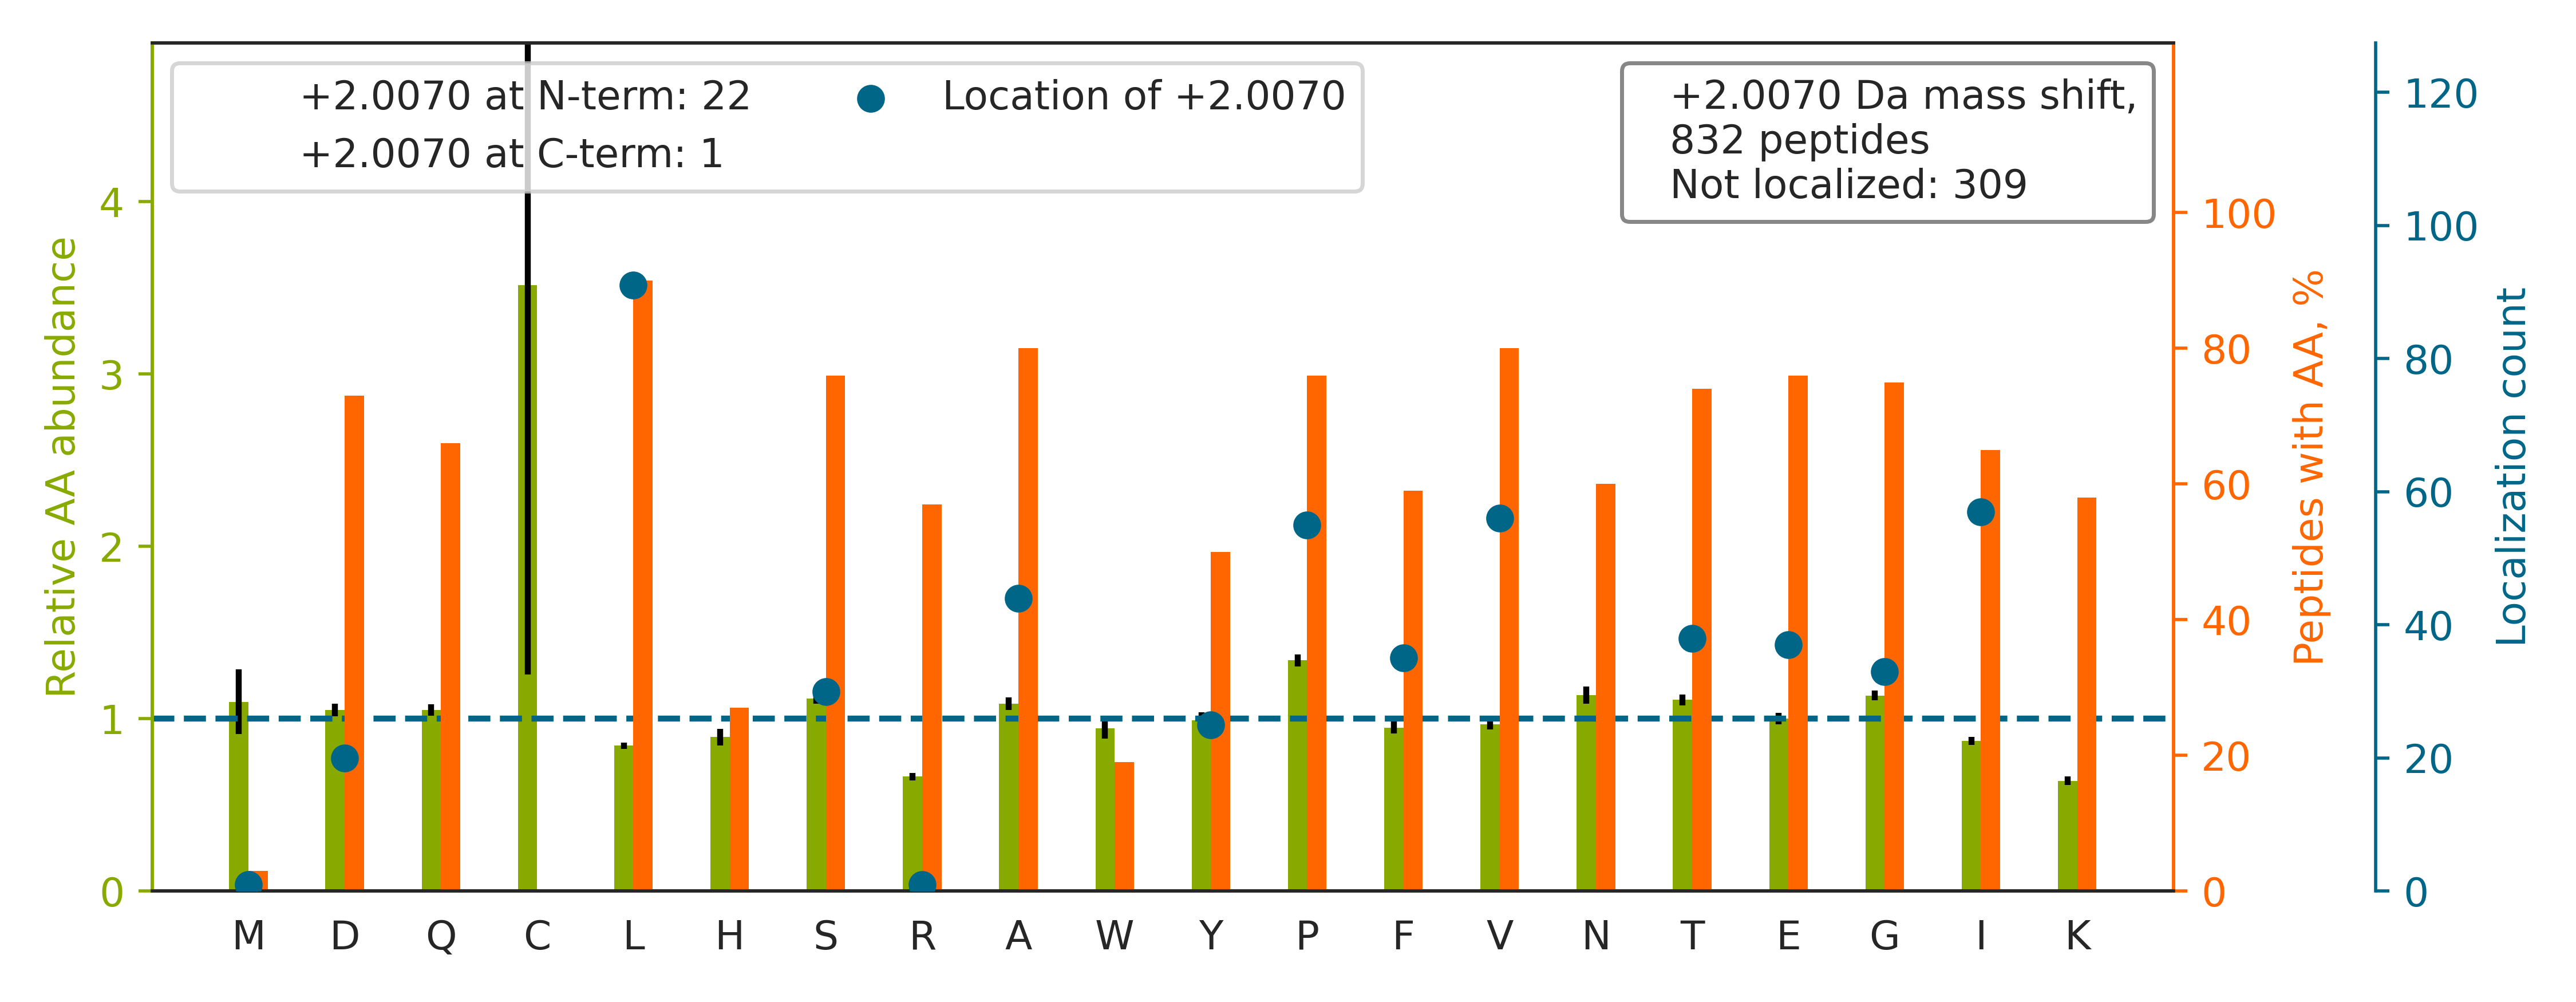 +2.0070 at N-term: 22
+2.0070 at C-term: 1
Location of +2.0070
+2.0070 Da mass shift,
832 peptides
Not localized: 309
Relative AA abundance
4
3
2
1
0
M D Q C L H S R A W Y P F V N T E G I K
100
80
60
40
20
0
Peptides with AA, %
120
100
80
60
40
20
0
Localization count